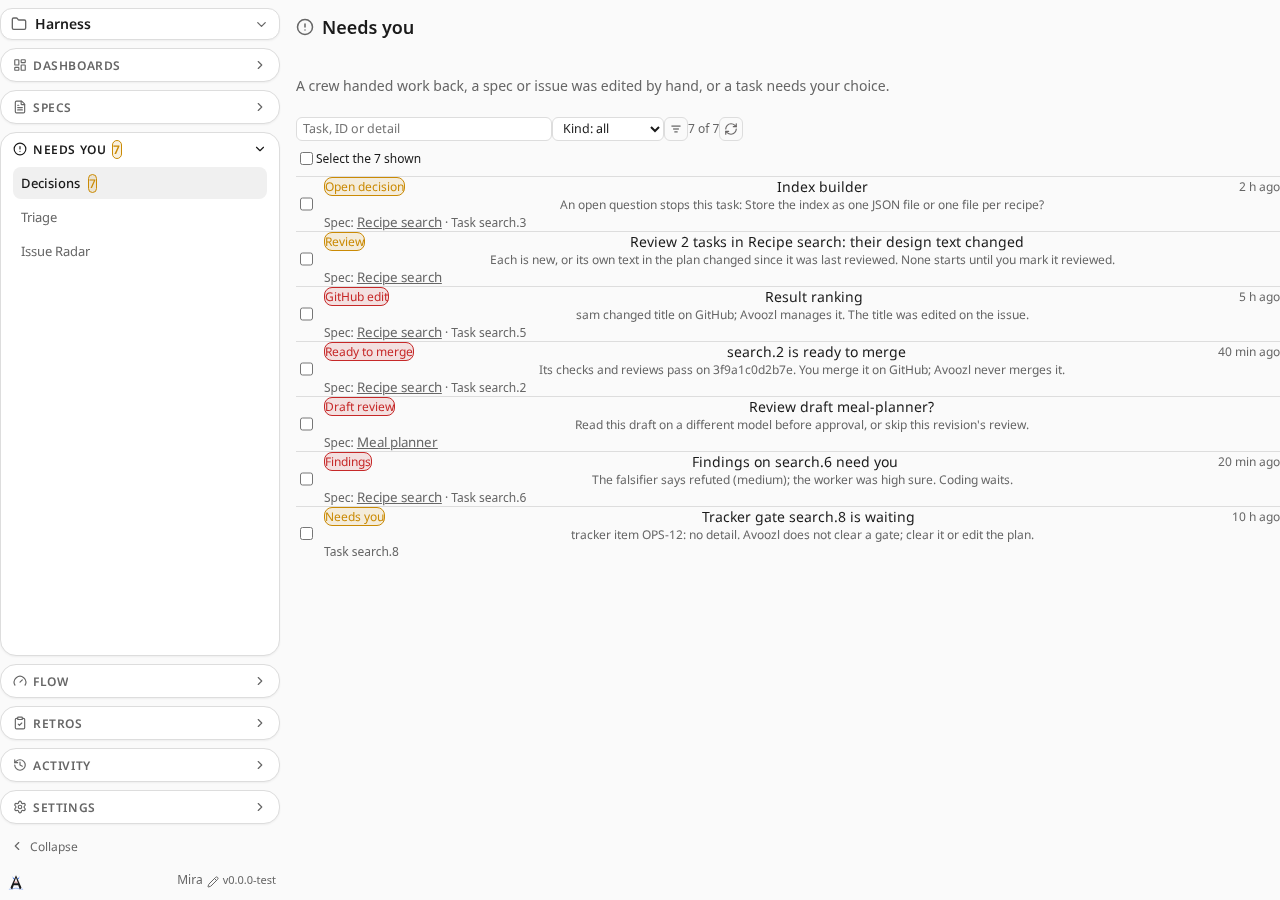 Harness
DASHBOARDS
SPECS
NEEDS YOU 7
Decisions 7
Triage
Issue Radar
FLOW
RETROS
ACTIVITY
SETTINGS
Collapse
Mira v0.0.0-test
Needs you
A crew handed work back, a spec or issue was edited by hand, or a task needs your choice.
Task, ID or detail Kind: all 7 of 7
Select the 7 shown
Open decision Index builder 2 h ago
An open question stops this task: Store the index as one JSON file or one file per recipe?
Spec: Recipe search · Task search.3
Review Review 2 tasks in Recipe search: their design text changed
Each is new, or its own text in the plan changed since it was last reviewed. None starts until you mark it reviewed.
Spec: Recipe search
GitHub edit Result ranking 5 h ago
sam changed title on GitHub; Avoozl manages it. The title was edited on the issue.
Spec: Recipe search · Task search.5
Ready to merge search.2 is ready to merge 40 min ago
Its checks and reviews pass on 3f9a1c0d2b7e. You merge it on GitHub; Avoozl never merges it.
Spec: Recipe search · Task search.2
Draft review Review draft meal-planner?
Read this draft on a different model before approval, or skip this revision's review.
Spec: Meal planner
Findings Findings on search.6 need you 20 min ago
The falsifier says refuted (medium); the worker was high sure. Coding waits.
Spec: Recipe search · Task search.6
Needs you Tracker gate search.8 is waiting 10 h ago
tracker item OPS-12: no detail. Avoozl does not clear a gate; clear it or edit the plan.
Task search.8